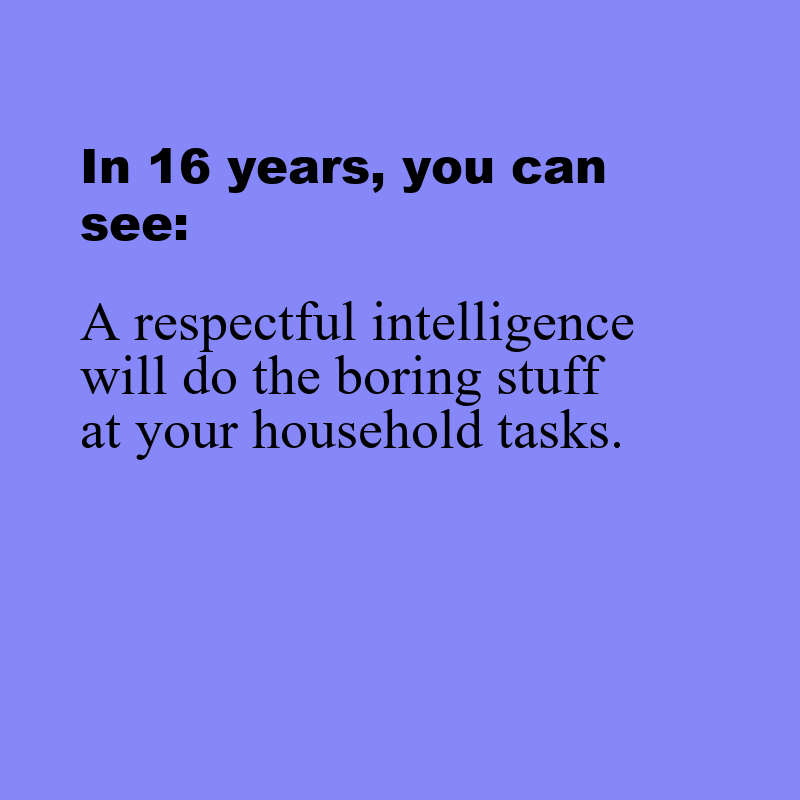 In 16 years, you can
see:
A respectful intelligence
will do the boring stuff
at your household tasks.